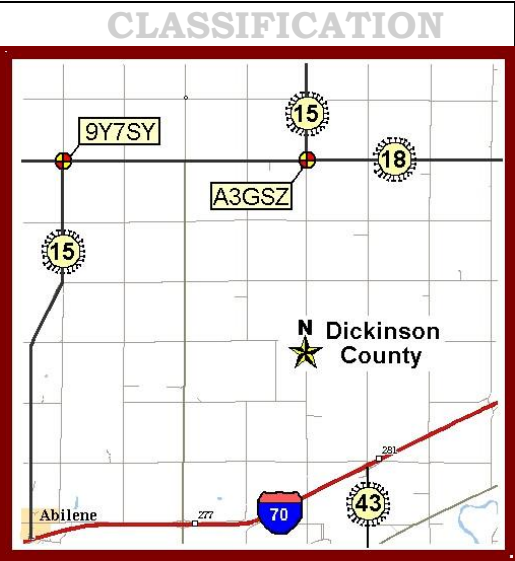 CLASSIFICATION
15
9Y7SY
18
A3GSZ
15
N Dickinson
County
281
43
Abilene
277
70